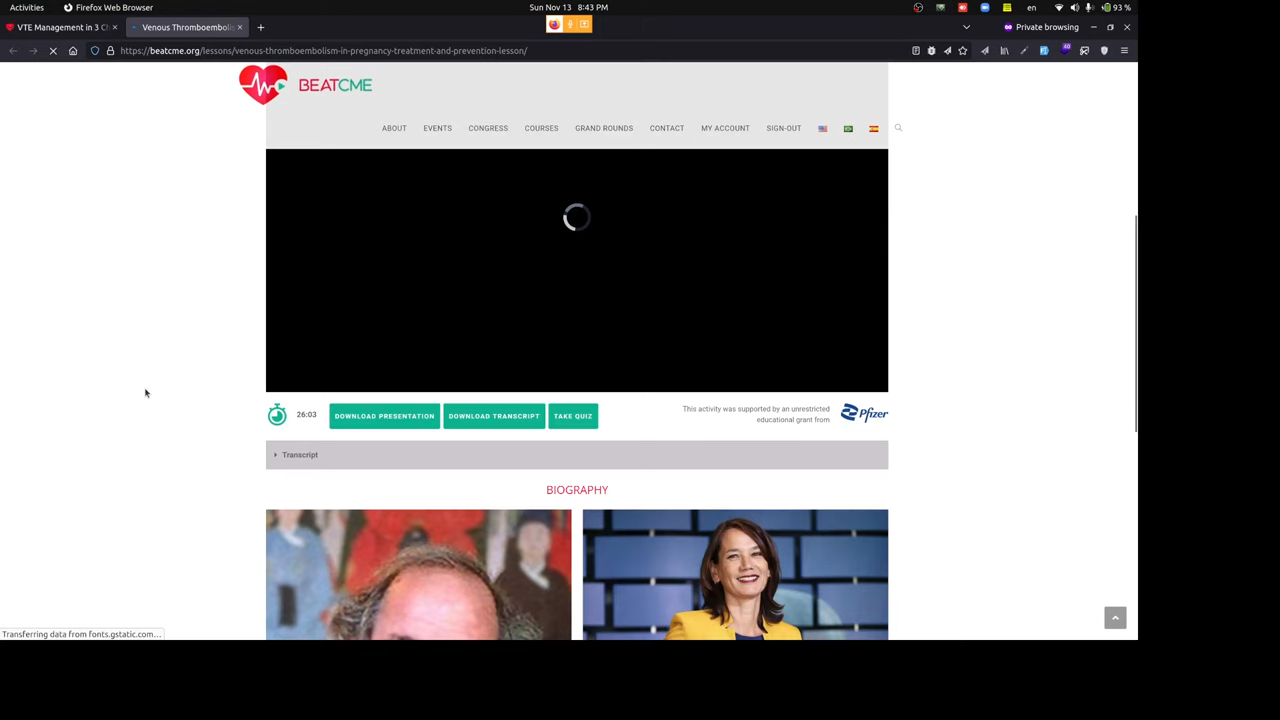 Activities
Firefox Web Browser
Sun Nov 13 8:43 PM
en
93 %
VTE Management in 3 Ch
Venous Thromboembolis
Private browsing
https://beatcme.org/lessons/venous-thromboembolism-in-pregnancy-treatment-and-prevention-lesson/
40
BEATCME
ABOUT EVENTS CONGRESS COURSES GRAND ROUNDS CONTACT MY ACCOUNT SIGN-OUT
26:03
DOWNLOAD PRESENTATION
DOWNLOAD TRANSCRIPT
TAKE QUIZ
This activity was supported by an unrestricted
educational grant from
Pfizer
Transcript
BIOGRAPHY
Transferring data from fonts.gstatic.com…